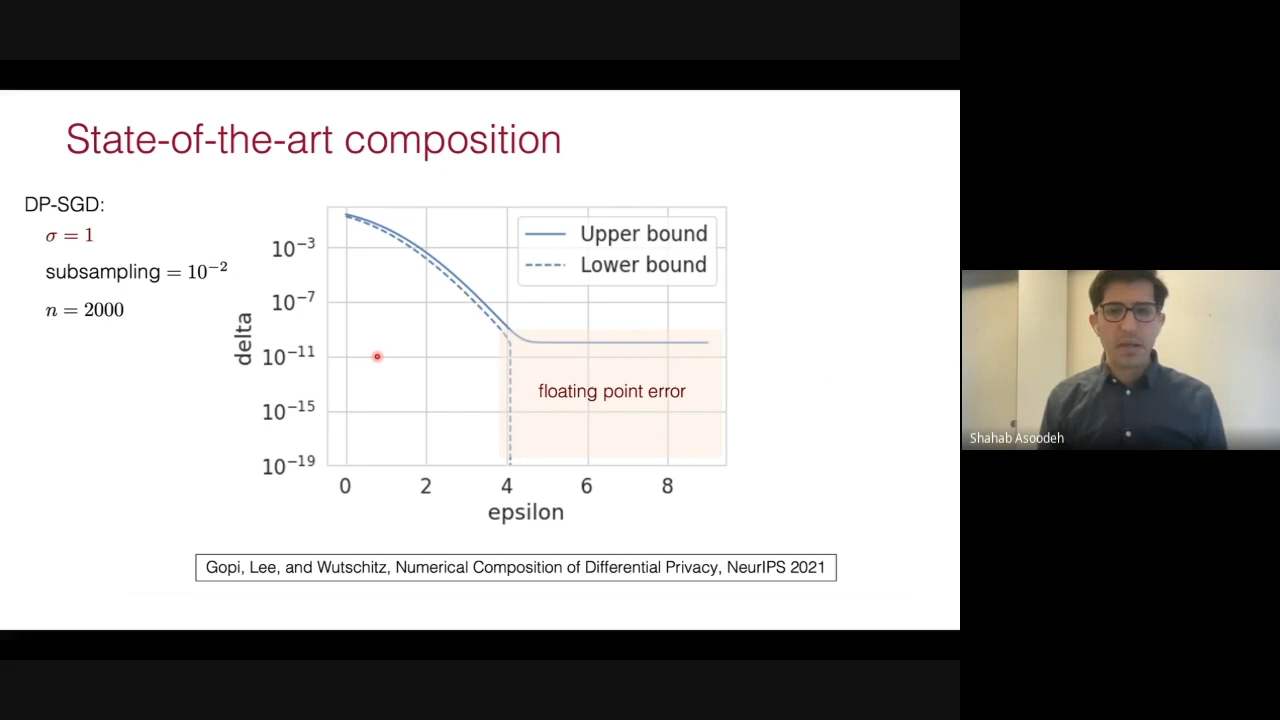 State-of-the-art composition
DP-SGD:
σ = 1
subsampling = 10⁻²
n = 2000
Upper bound
Lower bound
10⁻³
10⁻⁷
10⁻¹¹
10⁻¹⁵
10⁻¹⁹
delta
floating point error
0 2 4 6 8
epsilon
Gopi, Lee, and Wutschitz, Numerical Composition of Differential Privacy, NeurIPS 2021
Shahab Asoodeh